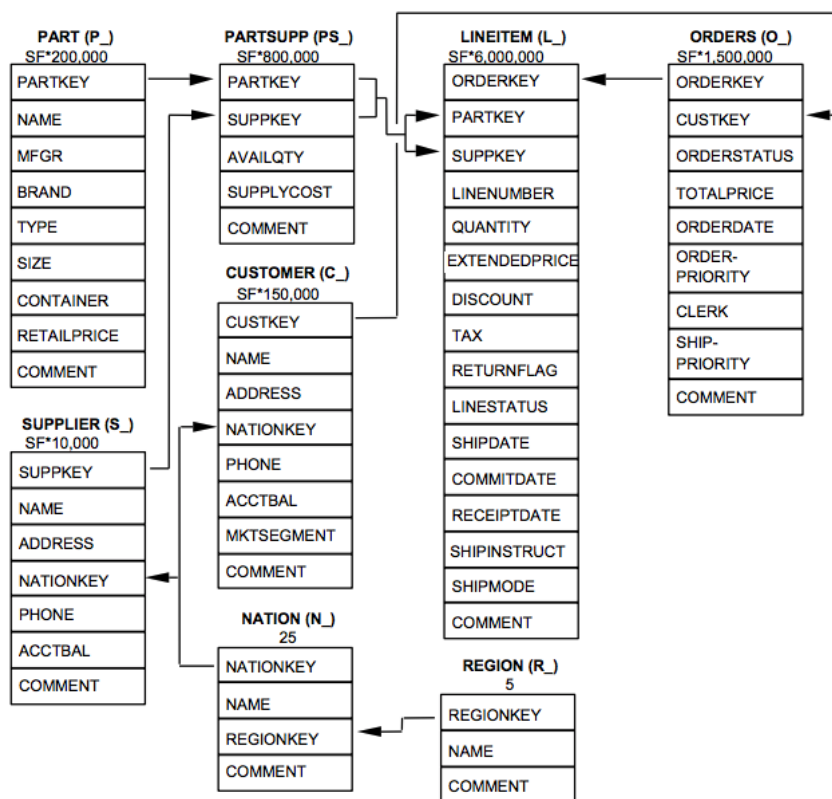 PART (P_)
SF*200,000
PARTKEY
NAME
MFGR
BRAND
TYPE
SIZE
CONTAINER
RETAILPRICE
COMMENT
SUPPLIER (S_)
SF*10,000
SUPPKEY
NAME
ADDRESS
NATIONKEY
PHONE
ACCTBAL
COMMENT
PARTSUPP (PS_)
SF*800,000
PARTKEY
SUPPKEY
AVAILQTY
SUPPLYCOST
COMMENT
CUSTOMER (C_)
SF*150,000
CUSTKEY
NAME
ADDRESS
NATIONKEY
PHONE
ACCTBAL
MKTSEGMENT
COMMENT
NATION (N_)
25
NATIONKEY
NAME
REGIONKEY
COMMENT
LINEITEM (L_)
SF*6,000,000
ORDERKEY
PARTKEY
SUPPKEY
LINENUMBER
QUANTITY
EXTENDEDPRICE
DISCOUNT
TAX
RETURNFLAG
LINESTATUS
SHIPDATE
COMMITDATE
RECEIPTDATE
SHIPINSTRUCT
SHIPMODE
COMMENT
REGION (R_)
5
REGIONKEY
NAME
COMMENT
ORDERS (O_)
SF*1,500,000
ORDERKEY
CUSTKEY
ORDERSTATUS
TOTALPRICE
ORDERDATE
ORDER-
PRIORITY
CLERK
SHIP-
PRIORITY
COMMENT